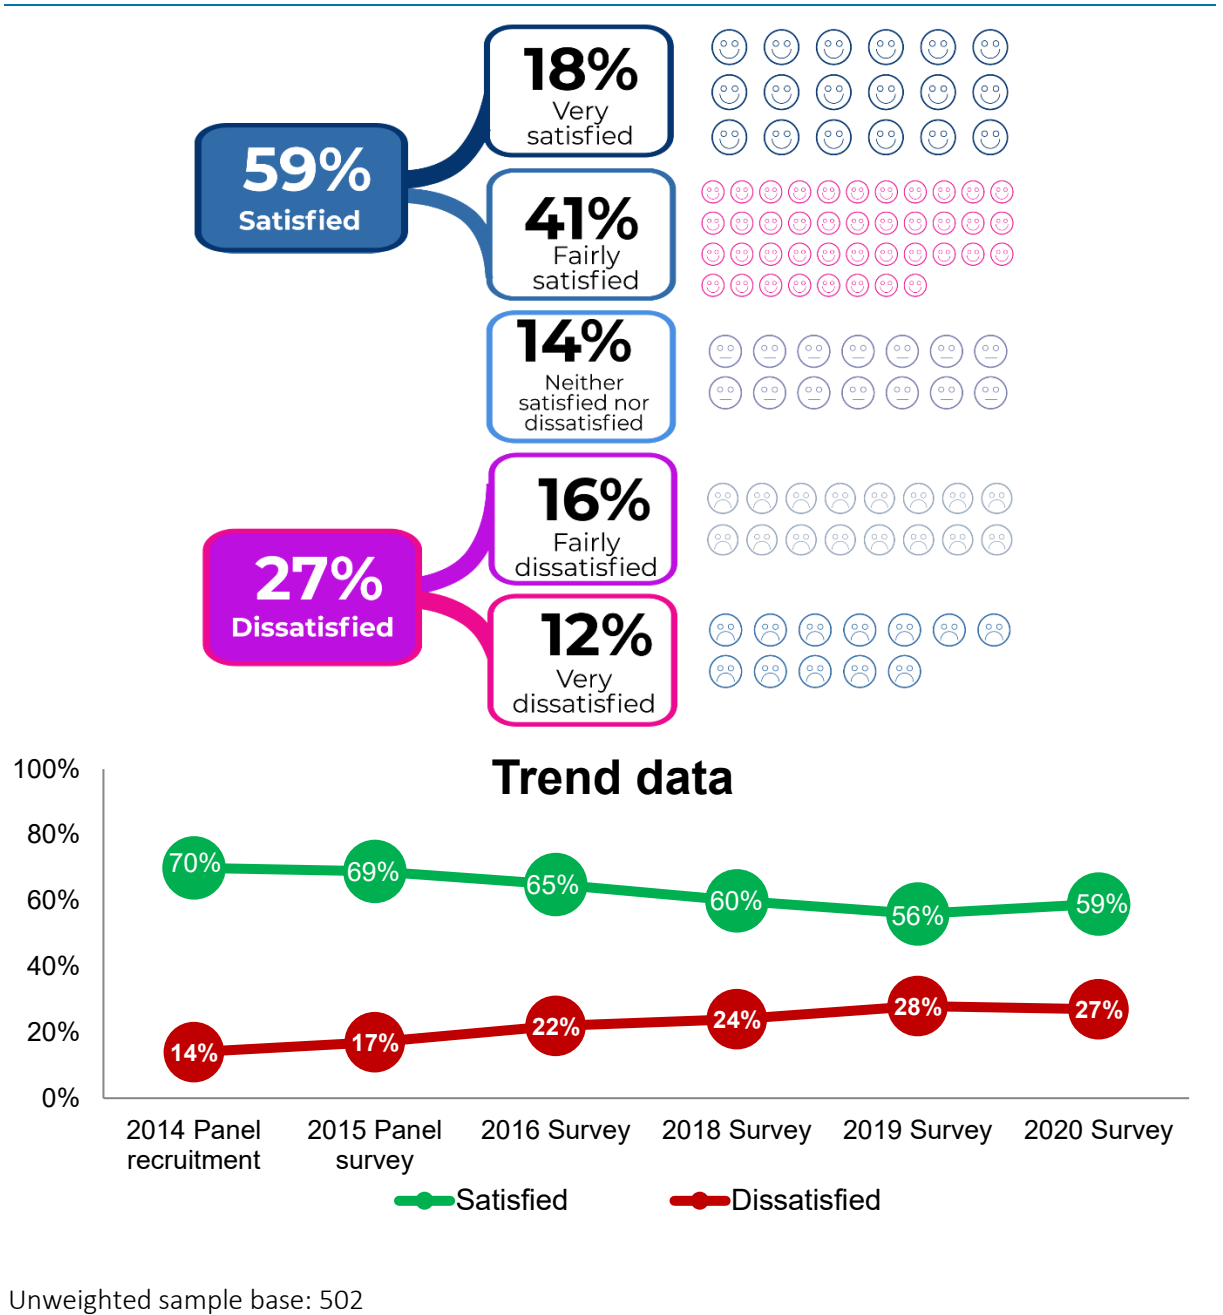 18%
Very
satisfied
59%
Satisfied
41%
Fairly
satisfied
14%
Neither
satisfied nor
dissatisfied
16%
Fairly
dissatisfied
27%
Dissatisfied
12%
Very
dissatisfied
Trend data
100%
80%
60%
40%
20%
0%
70%
69%
65%
60%
56%
59%
14%
17%
22%
24%
28%
27%
2014 Panel
recruitment
2015 Panel
survey
2016 Survey
2018 Survey
2019 Survey
2020 Survey
Satisfied
Dissatisfied
Unweighted sample base: 502